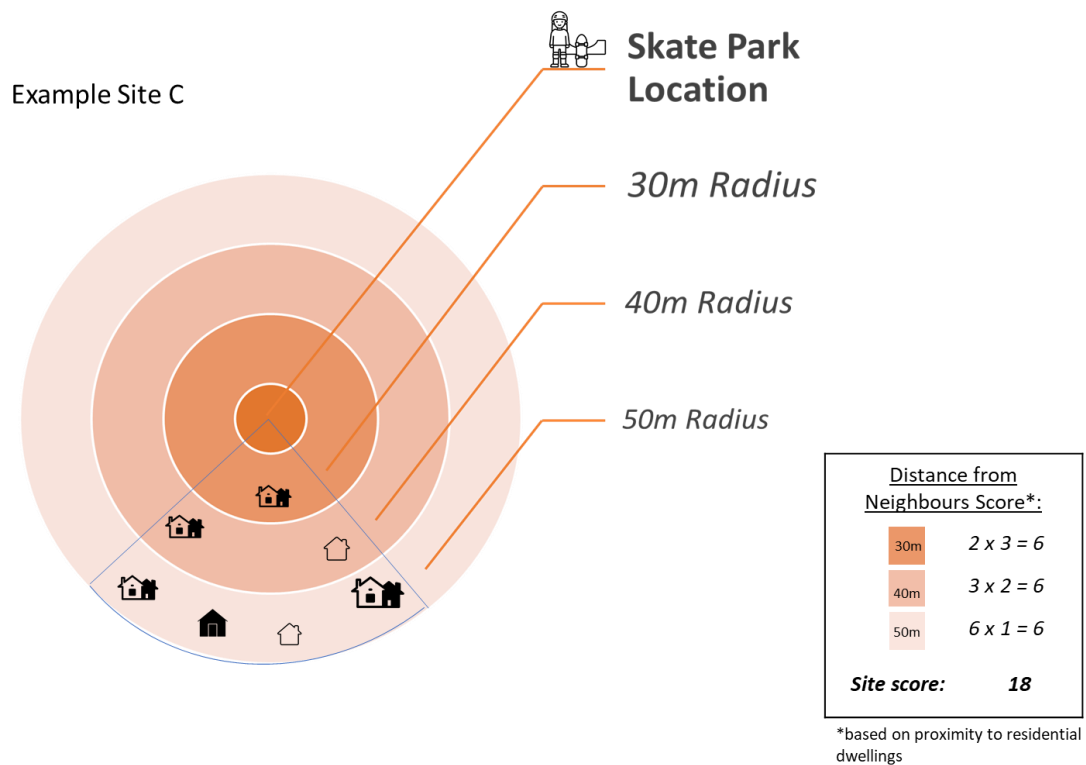 Skate Park
Location
Example Site C
30m Radius
40m Radius
50m Radius
Distance from
Neighbours Score*:
30m 2 x 3 = 6
40m 3 x 2 = 6
50m 6 x 1 = 6
Site score: 18
*based on proximity to residential
dwellings